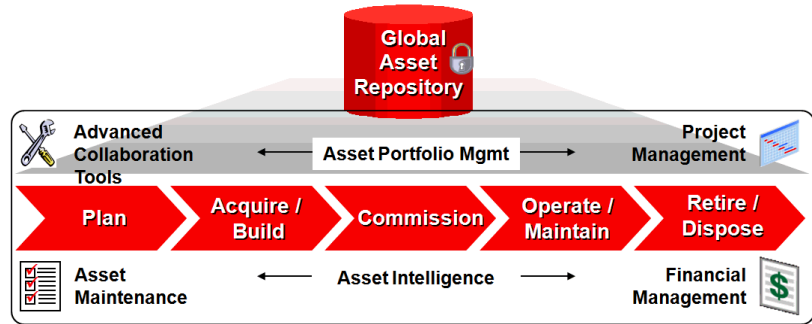 Global
Asset
Repository
Advanced
Collaboration
Tools
Asset Portfolio Mgmt
Project
Management
Plan
Acquire /
Build
Commission
Operate /
Maintain
Retire /
Dispose
Asset
Maintenance
Asset Intelligence
Financial
Management
$